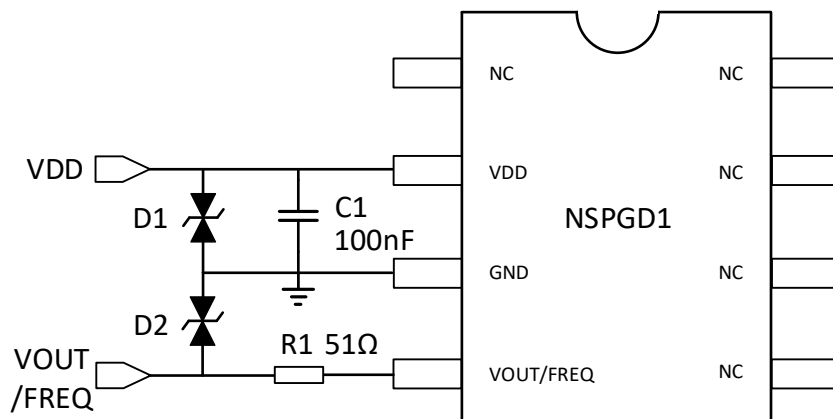 NC
NC
VDD
VDD
NC
D1
C1
100nF
NSPGD1
GND
NC
D2
R1 51Ω
VOUT
/FREQ
VOUT/FREQ
NC